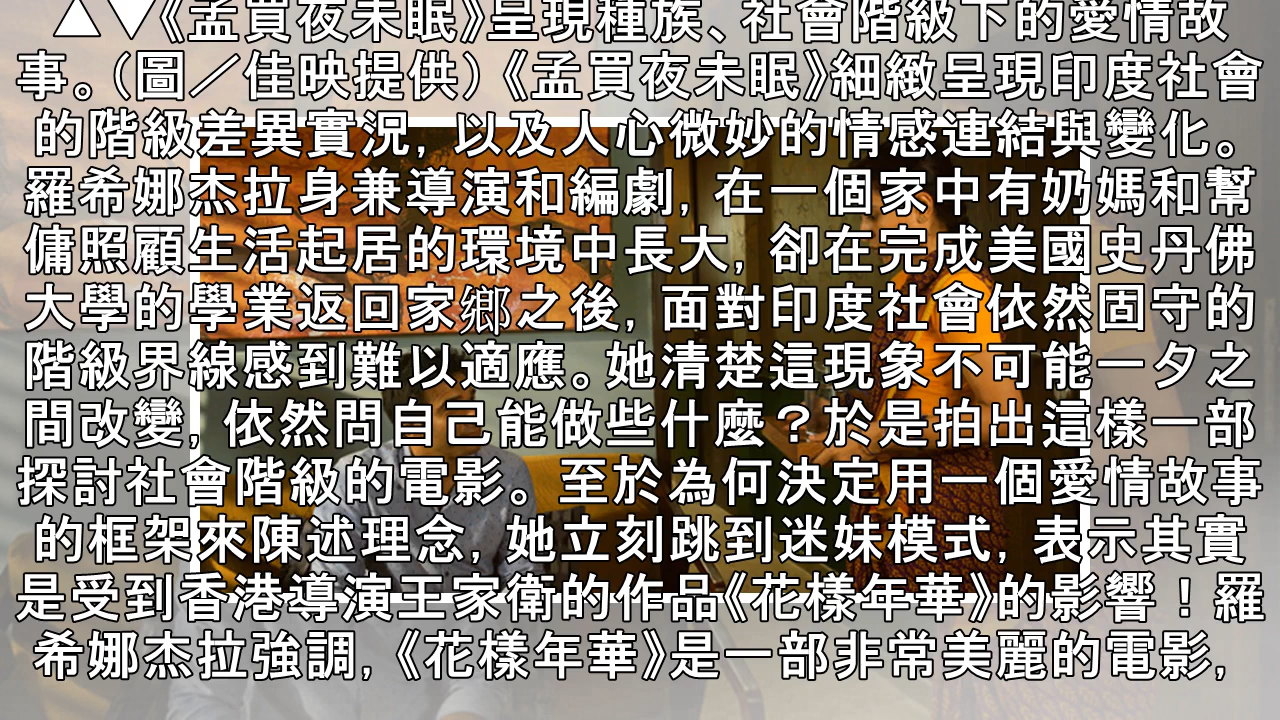 ▲▼《孟買夜未眠》呈現種族、社會階級下的愛情故
事。(圖／佳映提供)《孟買夜未眠》細緻呈現印度社會
的階級差異實況, 以及人心微妙的情感連結與變化。
羅希娜杰拉身兼導演和編劇, 在一個家中有奶媽和幫
傭照顧生活起居的環境中長大, 卻在完成美國史丹佛
大學的學業返回家鄉之後, 面對印度社會依然固守的
階級界線感到難以適應。她清楚這現象不可能一夕之
間改變, 依然問自己能做些什麼？於是拍出這樣一部
探討社會階級的電影。至於為何決定用一個愛情故事
的框架來陳述理念, 她立刻跳到迷妹模式, 表示其實
是受到香港導演王家衛的作品《花樣年華》的影響！羅
希娜杰拉強調,《花樣年華》是一部非常美麗的電影,